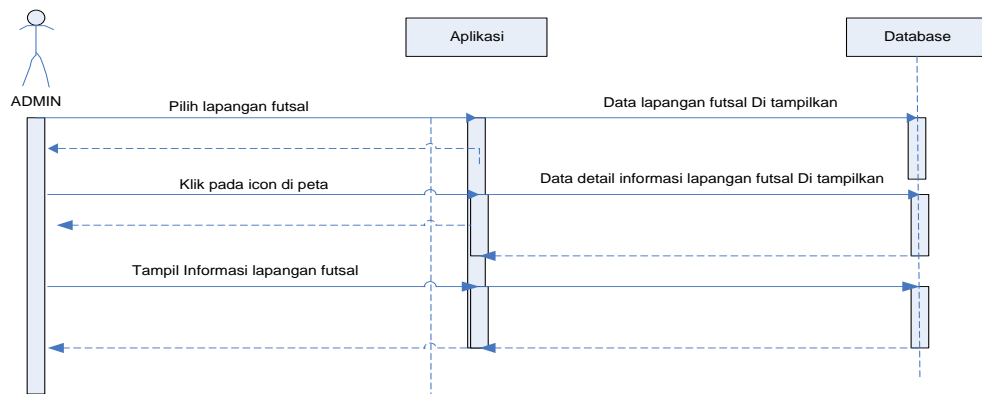 Aplikasi
Database
ADMIN
Pilih lapangan futsal
Data lapangan futsal Di tampilkan
Klik pada icon di peta
Data detail informasi lapangan futsal Di tampilkan
Tampil Informasi lapangan futsal